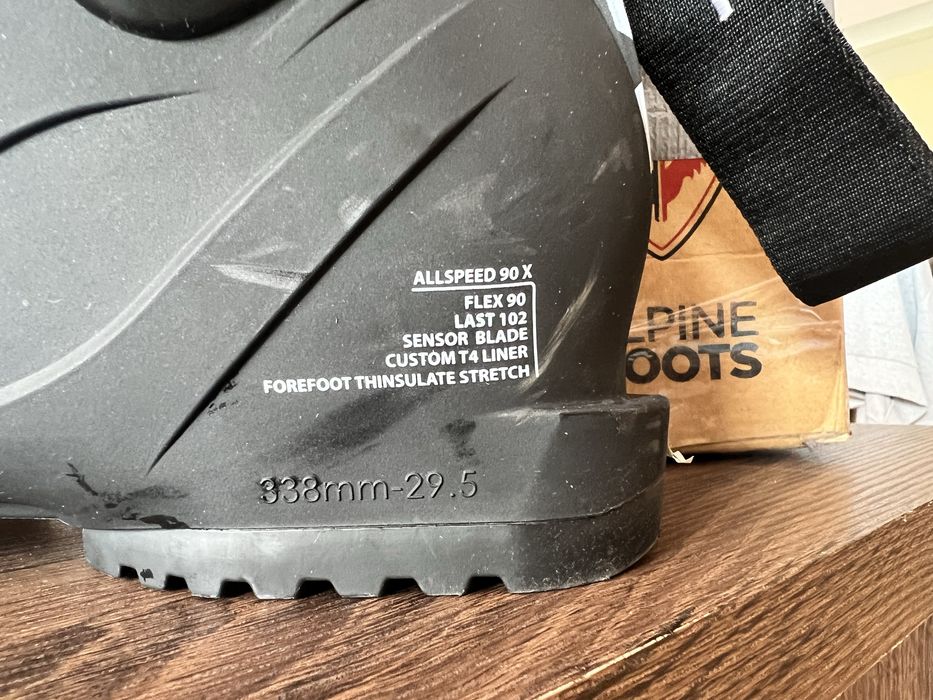 ALLSPEED 90 X
FLEX 90
LAST 102
SENSOR BLADE
CUSTOM T4 LINER
FOREFOOT THINSULATE STRETCH
338mm-29.5
LPINE
OOTS